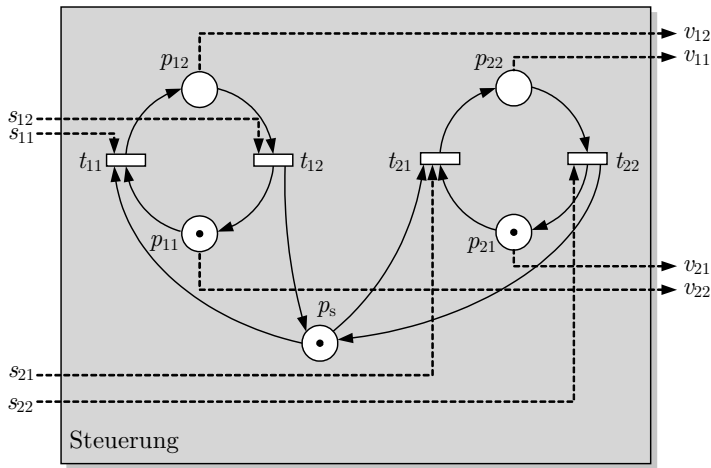 v₁₂
p₁₂
p₂₂
v₁₁
s₁₂
s₁₁
t₁₁
t₁₂
t₂₁
t₂₂
p₁₁
p₂₁
v₂₁
v₂₂
pₛ
s₂₁
s₂₂
Steuerung